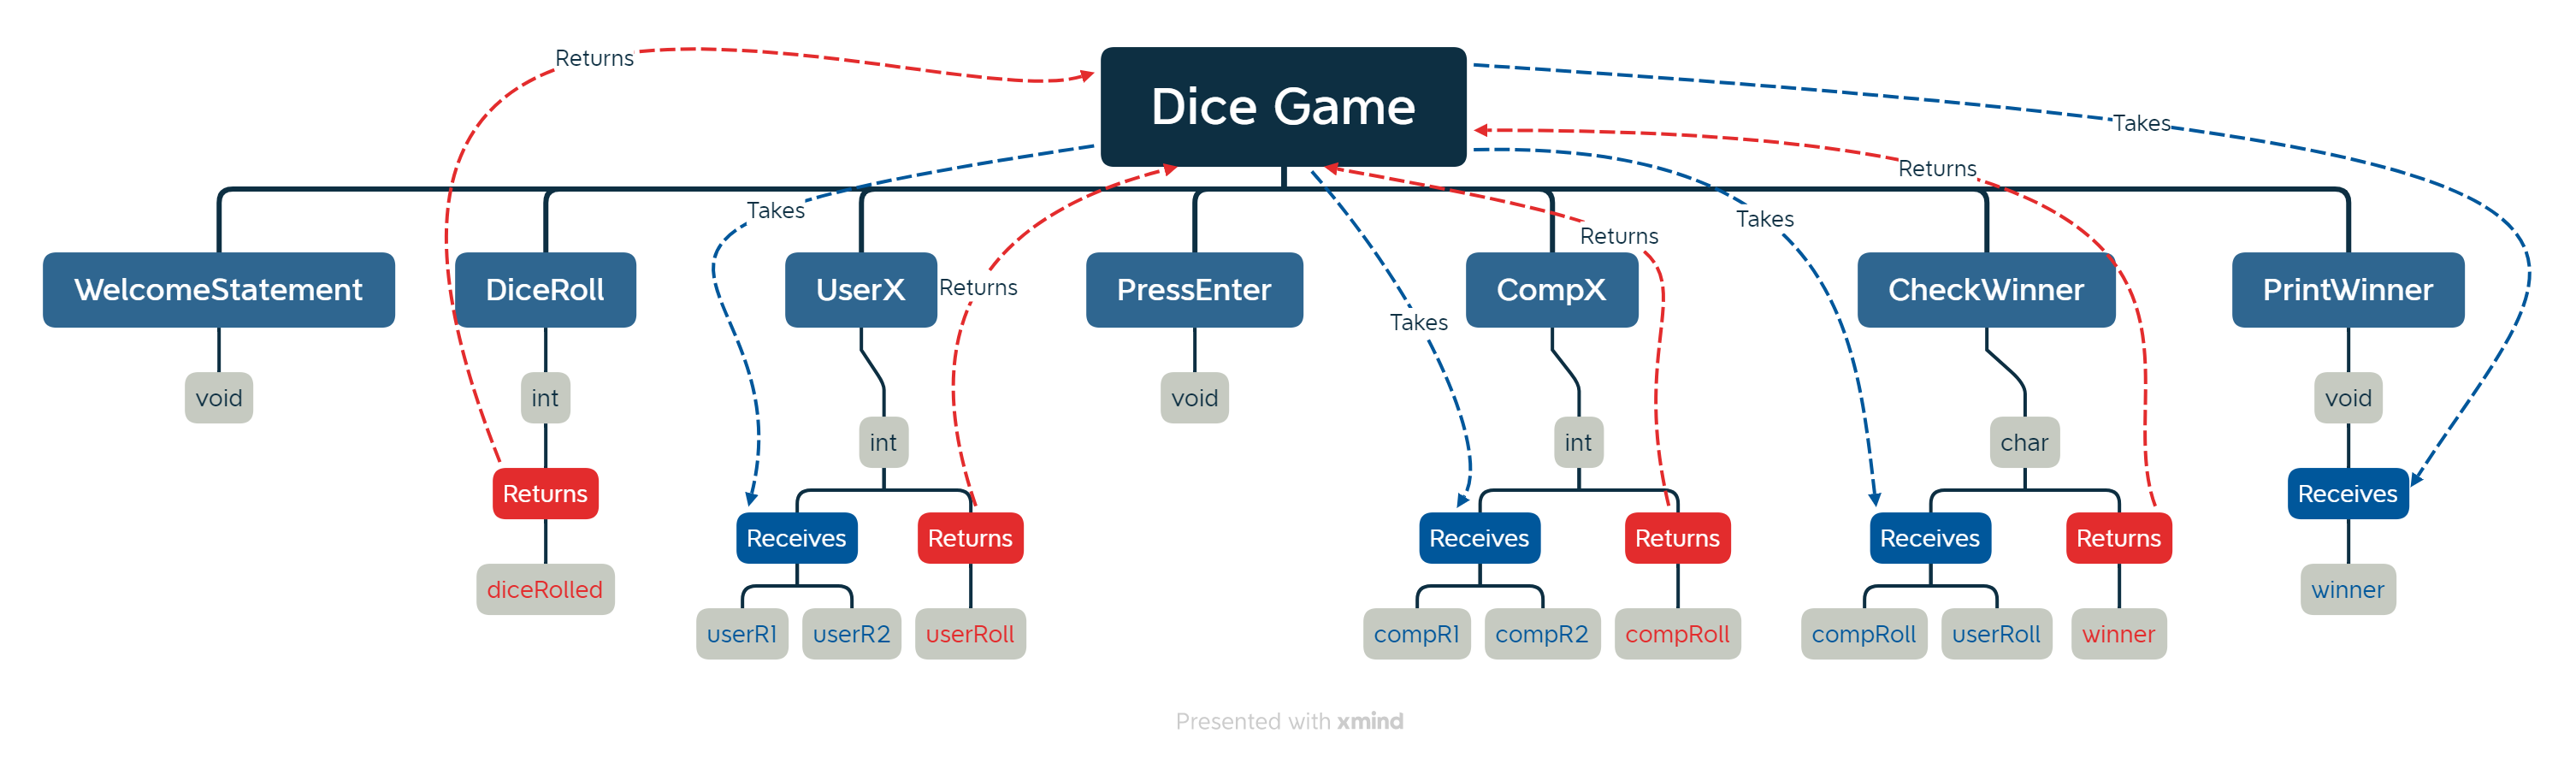 Returns
Dice Game
Takes
Returns
Takes
Takes
Returns
WelcomeStatement
DiceRoll
UserX
Returns
PressEnter
CompX
CheckWinner
PrintWinner
Takes
void
int
void
void
int
int
char
Returns
Receives
Receives
Returns
Receives
Returns
Receives
Returns
diceRolled
winner
userR1
userR2
userRoll
compR1
compR2
compRoll
compRoll
userRoll
winner
Presented with xmind